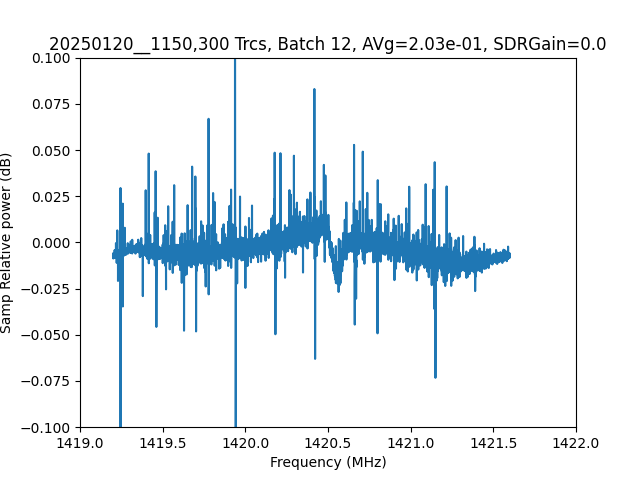 20250120__1150,300 Trcs, Batch 12, AVg=2.03e-01, SDRGain=0.0
0.100
0.075
0.050
0.025
0.000
−0.025
−0.050
−0.075
−0.100
Samp Relative power (dB)
1419.0 1419.5 1420.0 1420.5 1421.0 1421.5 1422.0
Frequency (MHz)